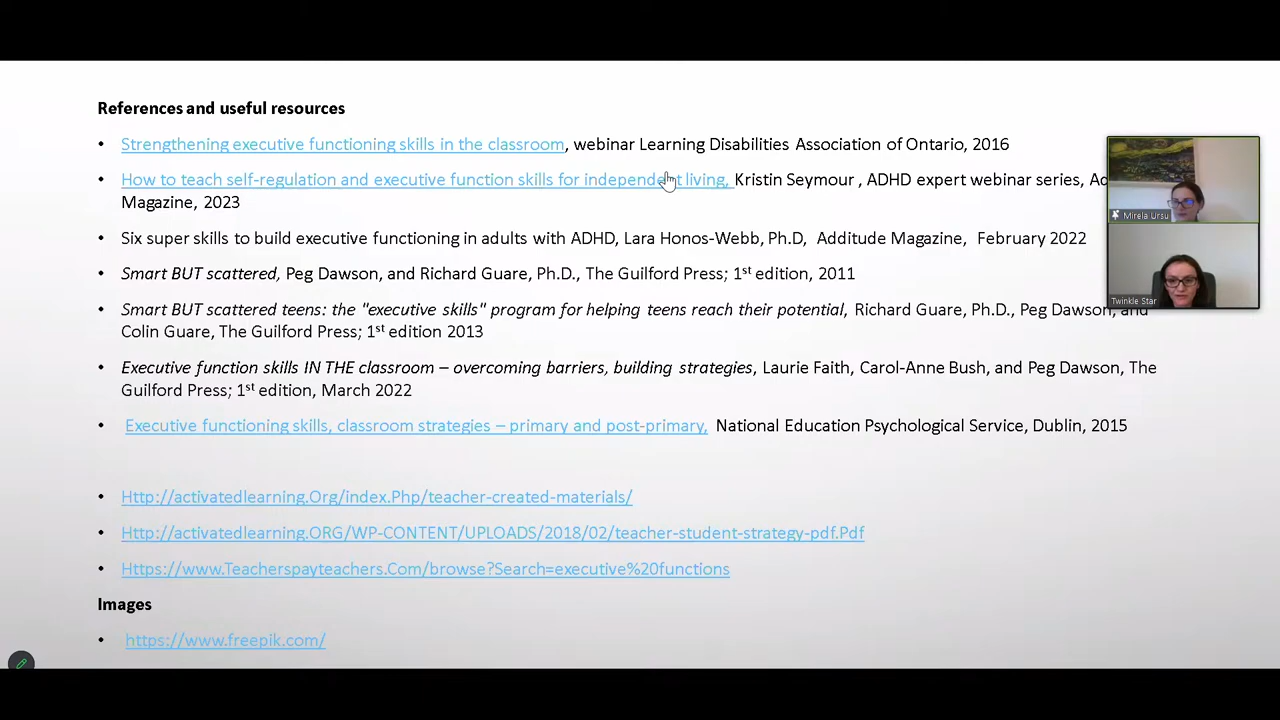 References and useful resources
• Strengthening executive functioning skills in the classroom, webinar Learning Disabilities Association of Ontario, 2016
• How to teach self-regulation and executive function skills for independent living, Kristin Seymour , ADHD expert webinar series,
Magazine, 2023
• Six super skills to build executive functioning in adults with ADHD, Lara Honos-Webb, Ph.D, Additude Magazine, February 2022
• Smart BUT scattered, Peg Dawson, and Richard Guare, Ph.D., The Guilford Press; 1st edition, 2011
• Smart BUT scattered teens: the "executive skills" program for helping teens reach their potential, Richard Guare, Ph.D., Peg Dawson, and
Colin Guare, The Guilford Press; 1st edition 2013
• Executive function skills IN THE classroom – overcoming barriers, building strategies, Laurie Faith, Carol-Anne Bush, and Peg Dawson, The
Guilford Press; 1st edition, March 2022
• Executive functioning skills, classroom strategies – primary and post-primary, National Education Psychological Service, Dublin, 2015
• Http://activatedlearning.Org/index.Php/teacher-created-materials/
• Http://activatedlearning.ORG/WP-CONTENT/UPLOADS/2018/02/teacher-student-strategy-pdf.Pdf
• Https://www.Teacherspayteachers.Com/browse?Search=executive%20functions
Images
• https://www.freepik.com/
Mirela Ursu
Twinkle Star